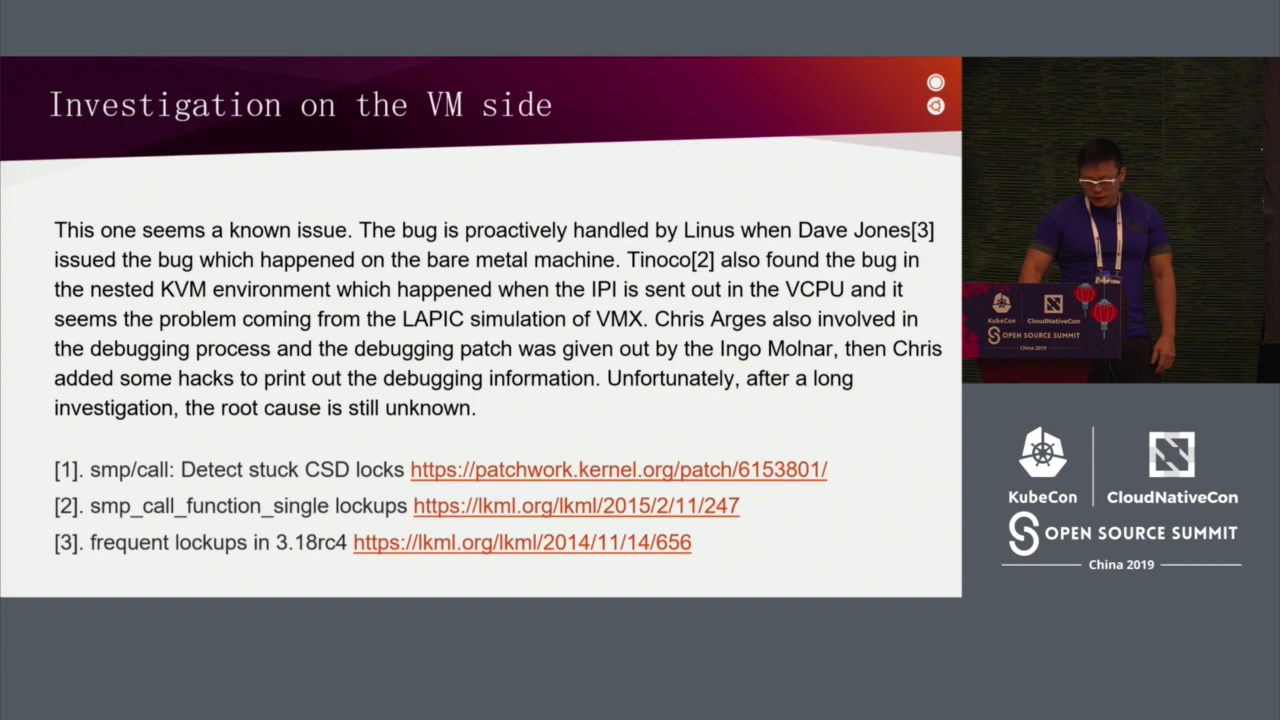 Investigation on the VM side
This one seems a known issue. The bug is proactively handled by Linus when Dave Jones[3]
issued the bug which happened on the bare metal machine. Tinoco[2] also found the bug in
the nested KVM environment which happened when the IPI is sent out in the VCPU and it
seems the problem coming from the LAPIC simulation of VMX. Chris Arges also involved in
the debugging process and the debugging patch was given out by the Ingo Molnar, then Chris
added some hacks to print out the debugging information. Unfortunately, after a long
investigation, the root cause is still unknown.
[1]. smp/call: Detect stuck CSD locks https://patchwork.kernel.org/patch/6153801/
[2]. smp_call_function_single lockups https://lkml.org/lkml/2015/2/11/247
[3]. frequent lockups in 3.18rc4 https://lkml.org/lkml/2014/11/14/656
KubeCon CloudNativeCon
OPEN SOURCE SUMMIT
China 2019
KubeCon CloudNativeCon
OPEN SOURCE SUMMIT
China 2019